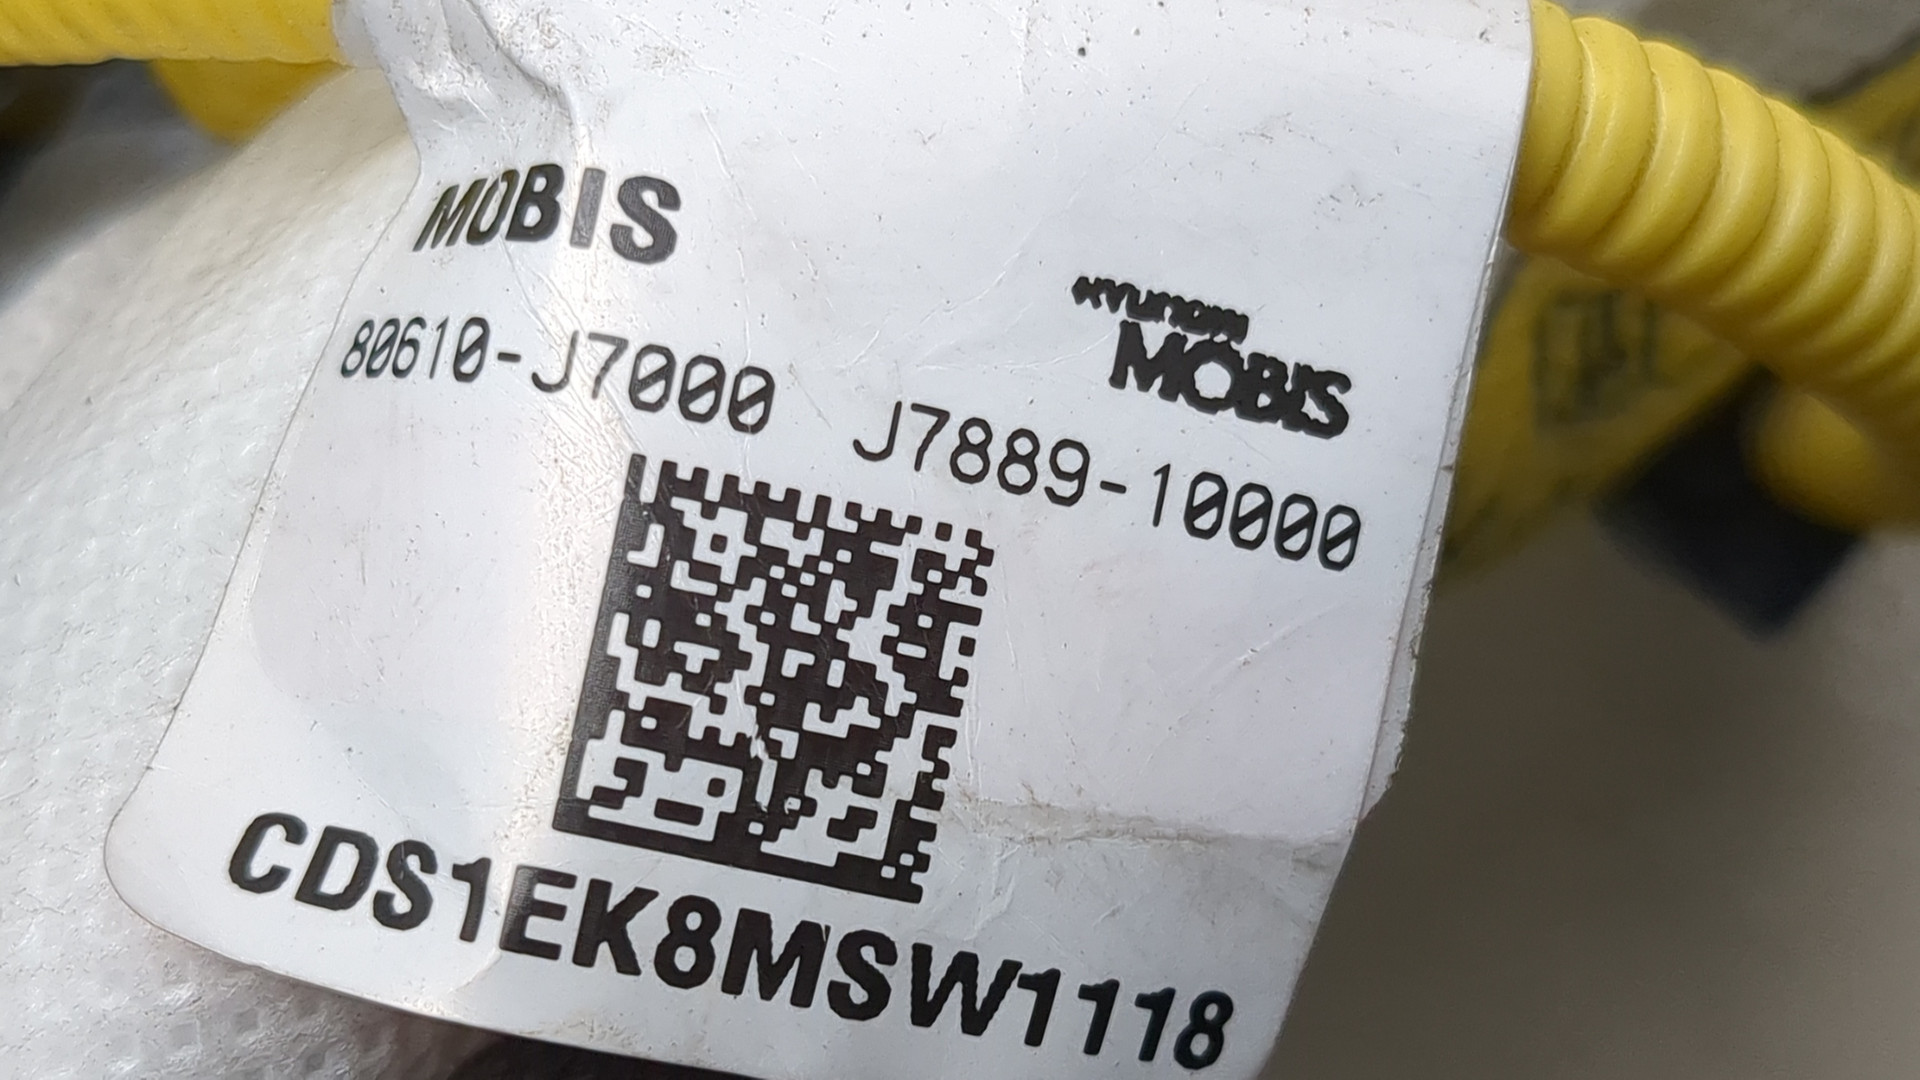 MOBIS
HYUNDAI
MOBIS
80610-J7000 J7889-10000
CDS1EK8MSW1118